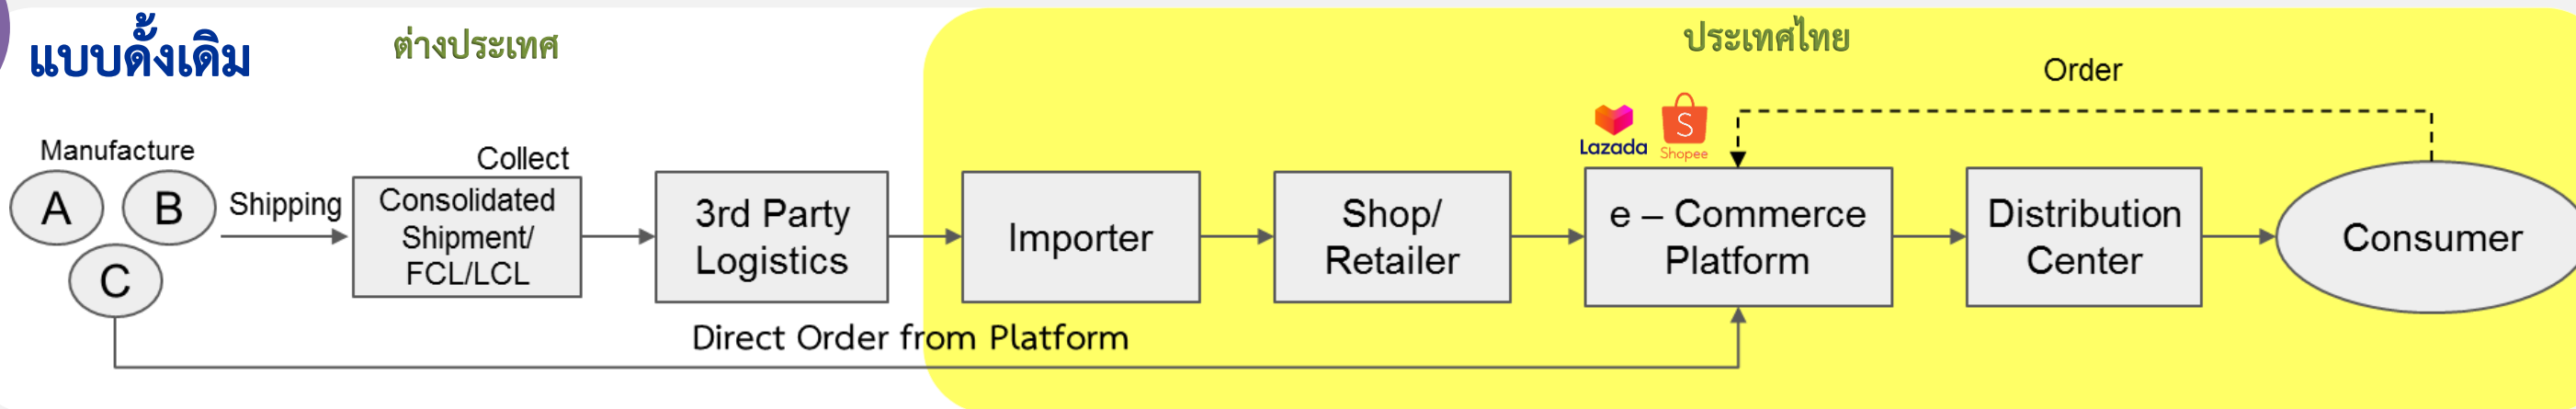 แบบดั้งเดิม
ต่างประเทศ
ประเทศไทย
Order
Lazada
S
Shopee
Manufacture
A
B
C
Shipping
Collect
Consolidated
Shipment/
FCL/LCL
3rd Party
Logistics
Importer
Shop/
Retailer
e – Commerce
Platform
Distribution
Center
Consumer
Direct Order from Platform